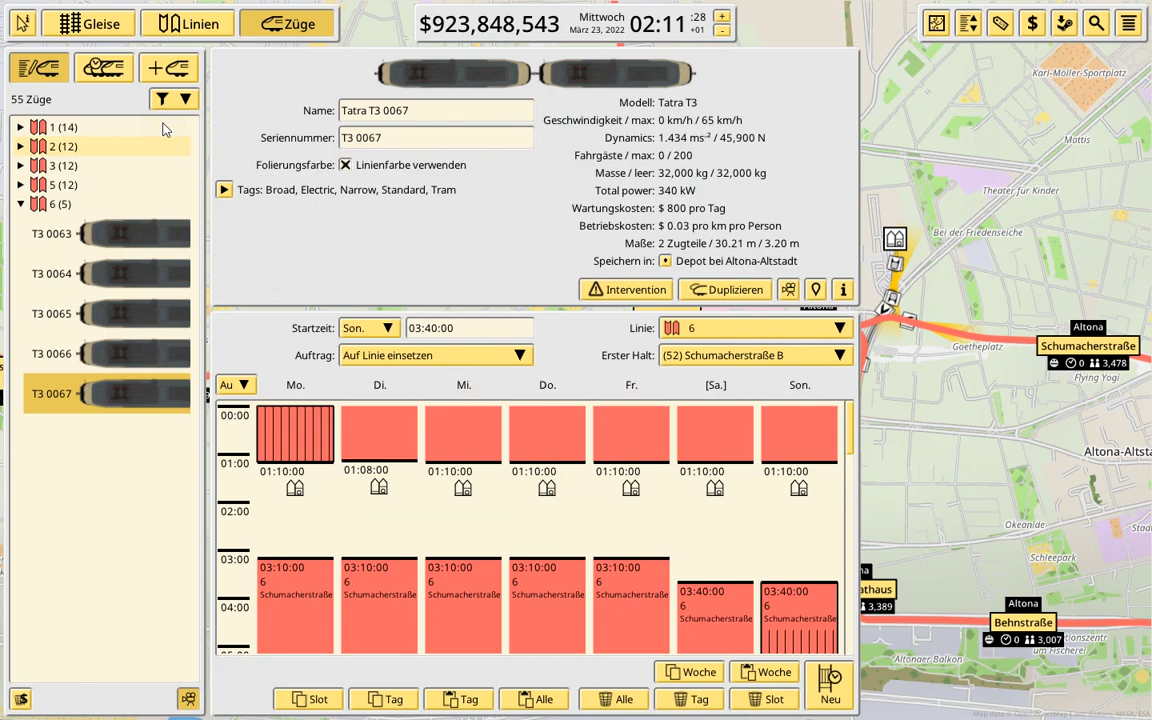 Gleise
Linien
Züge
$923,848,543
Mittwoch
März 23, 2022
02:11
:28
+01
+
-
$
55 Züge
1 (14)
2 (12)
3 (12)
5 (12)
6 (5)
T3 0063
T3 0064
T3 0065
T3 0066
T3 0067
Name: Tatra T3 0067
Seriennummer: T3 0067
Folierungsfarbe: Linienfarbe verwenden
Tags: Broad, Electric, Narrow, Standard, Tram
Modell: Tatra T3
Geschwindigkeit / max: 0 km/h / 65 km/h
Dynamics: 1.434 ms⁻² / 45,900 N
Fahrgäste / max: 0 / 200
Masse / leer: 32,000 kg / 32,000 kg
Total power: 340 kW
Wartungskosten: $ 800 pro Tag
Betriebskosten: $ 0.03 pro km pro Person
Maße: 2 Zugteile / 30.21 m / 3.20 m
Speichern in: Depot bei Altona-Altstadt
Intervention
Duplizieren
Startzeit: Son. 03:40:00
Linie: 6
Auftrag: Auf Linie einsetzen
Erster Halt: (52) Schumacherstraße B
Au
Mo. Di. Mi. Do. Fr. [Sa.] Son.
00:00
01:00
01:10:00 01:08:00 01:10:00 01:10:00 01:10:00 01:10:00 01:10:00
02:00
03:00
03:10:00 03:10:00 03:10:00 03:10:00 03:10:00
6 6 6 6 6
Schumacherstraße Schumacherstraße Schumacherstraße Schumacherstraße Schumacherstraße
03:40:00 03:40:00
6 6
Schumacherstraße Schumacherstraße
04:00
Woche Woche
Slot Tag Tag Alle Alle Tag Slot
Neu
Karl-Möller-Sportplatz
Mattis
Theater für Kinder
Bei der Friedenseiche
Goetheplatz
Altona
Schumacherstraße
0 3,478
Flying Yogi
Altona-Altsta
Okeanide
Schleepark
athaus
3,389
Altona
Behnstraße
0 3,007
um Fischerei
Altonaer Balkon